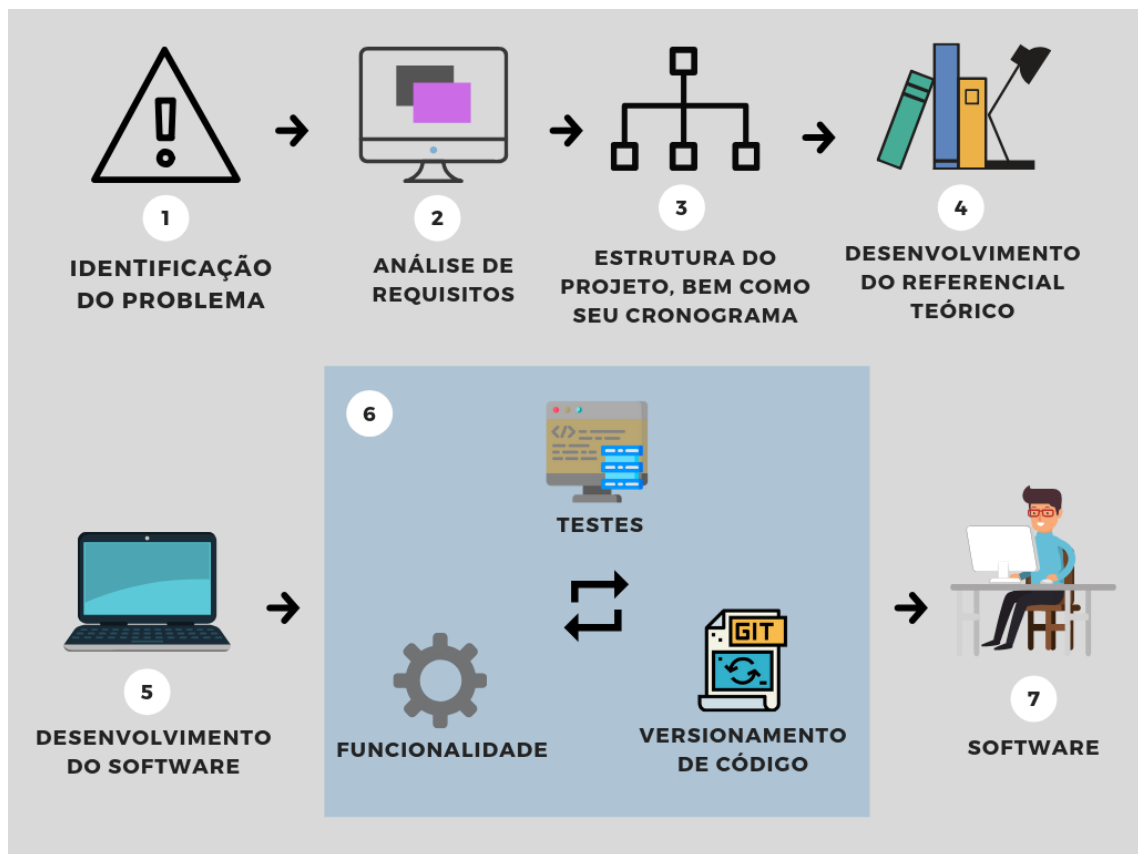 1
IDENTIFICAÇÃO
DO PROBLEMA
2
ANÁLISE DE
REQUISITOS
3
ESTRUTURA DO
PROJETO, BEM COMO
SEU CRONOGRAMA
4
DESENVOLVIMENTO
DO REFERENCIAL
TEÓRICO
5
DESENVOLVIMENTO
DO SOFTWARE
6
</>
TESTES
FUNCIONALIDADE
GIT
VERSIONAMENTO
DE CÓDIGO
7
SOFTWARE